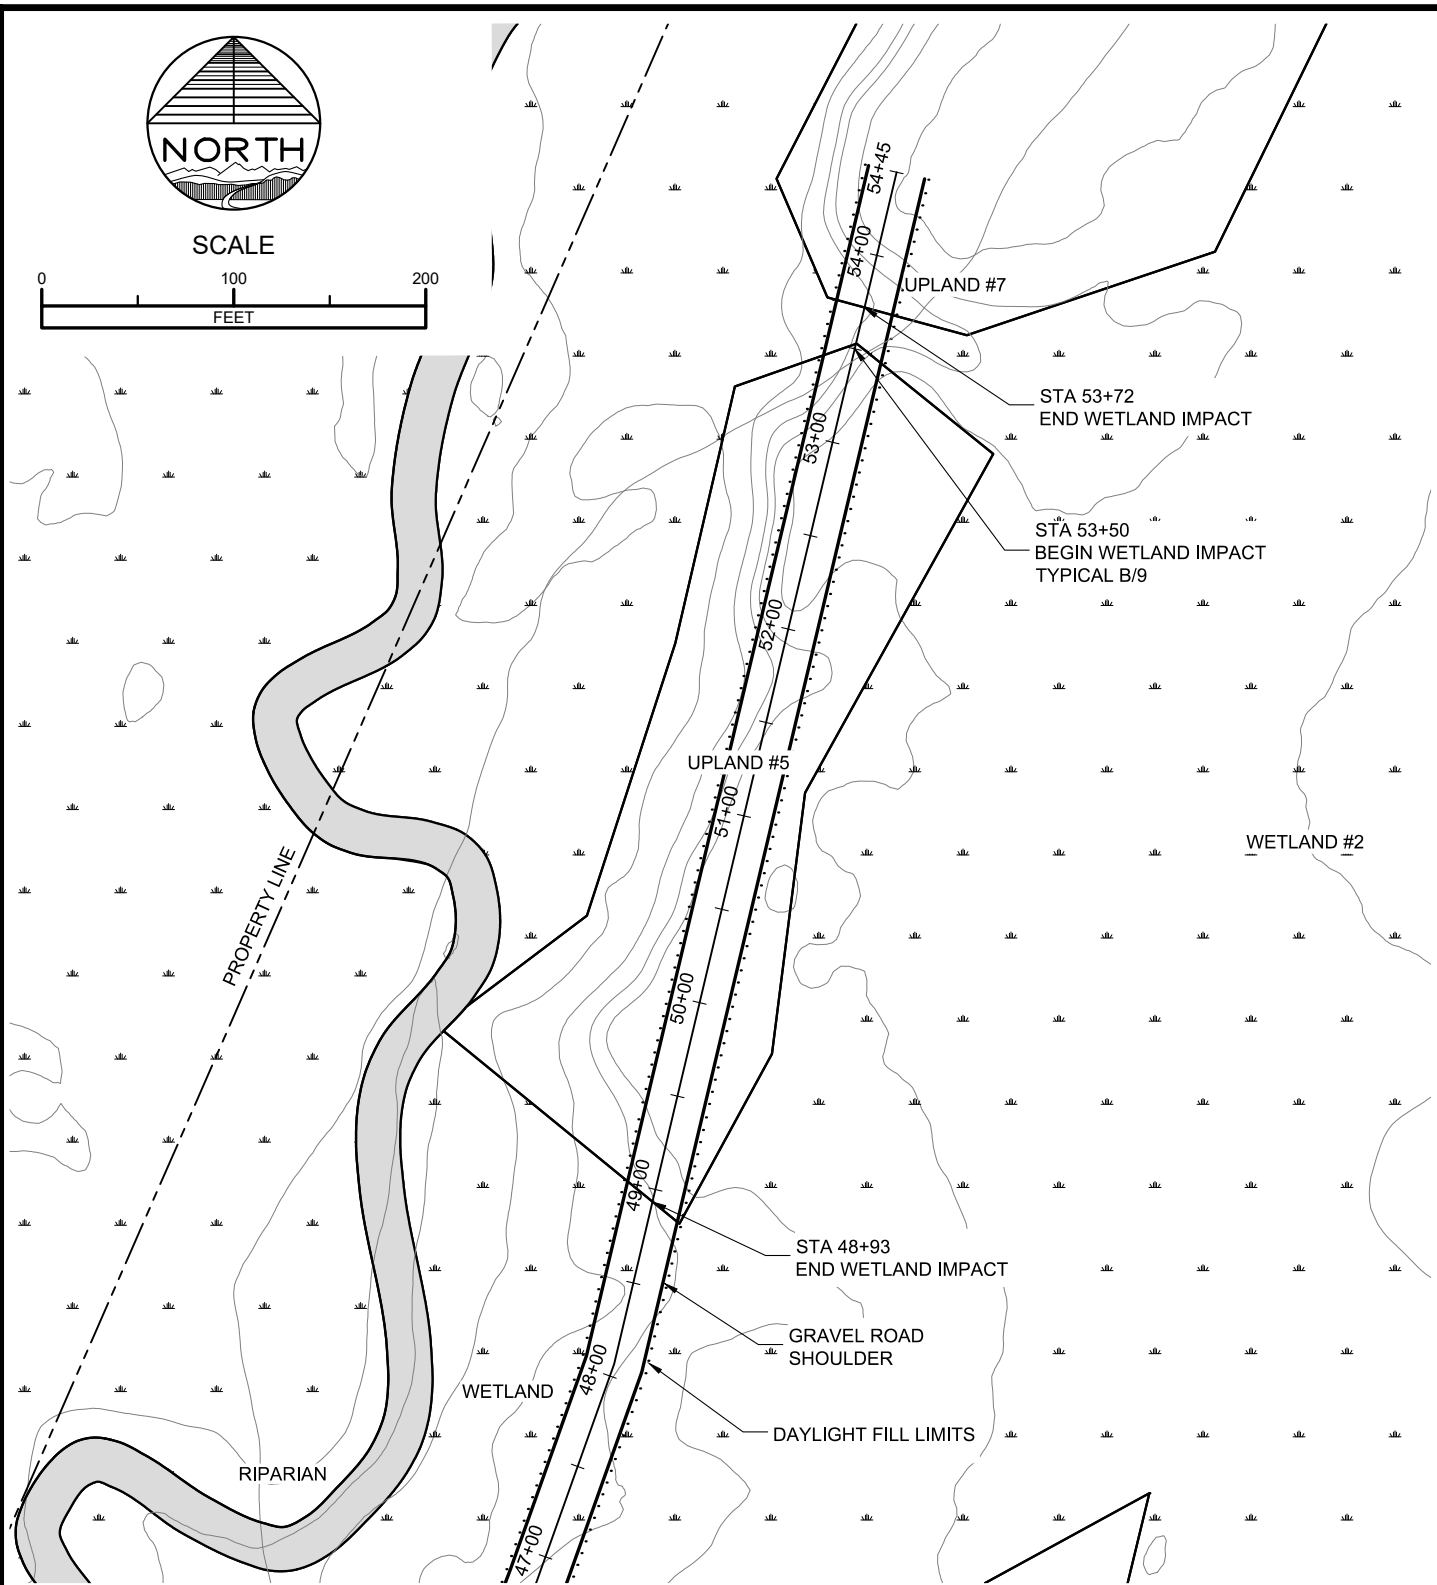 NORTH
SCALE
0 100 200
FEET
54+45
54+00
UPLAND #7
STA 53+72
END WETLAND IMPACT
53+00
STA 53+50
BEGIN WETLAND IMPACT
TYPICAL B/9
52+00
UPLAND #5
51+00
WETLAND #2
PROPERTY LINE
50+00
49+00
STA 48+93
END WETLAND IMPACT
GRAVEL ROAD
SHOULDER
48+00
WETLAND
DAYLIGHT FILL LIMITS
RIPARIAN
47+00